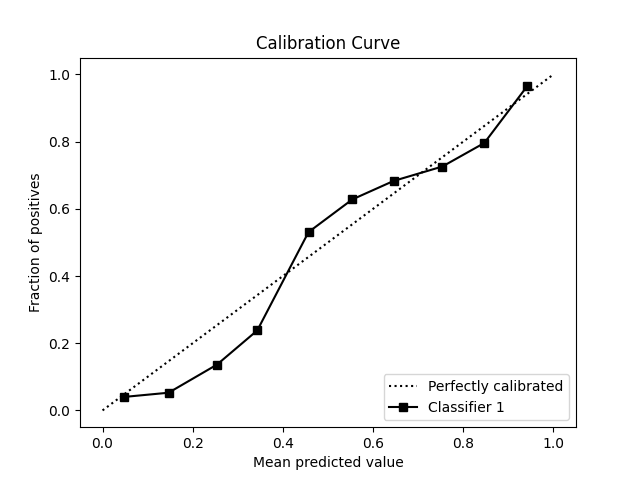 Calibration Curve
1.0
0.8
0.6
0.4
0.2
0.0
Fraction of positives
0.0 0.2 0.4 0.6 0.8 1.0
Mean predicted value
Perfectly calibrated
Classifier 1